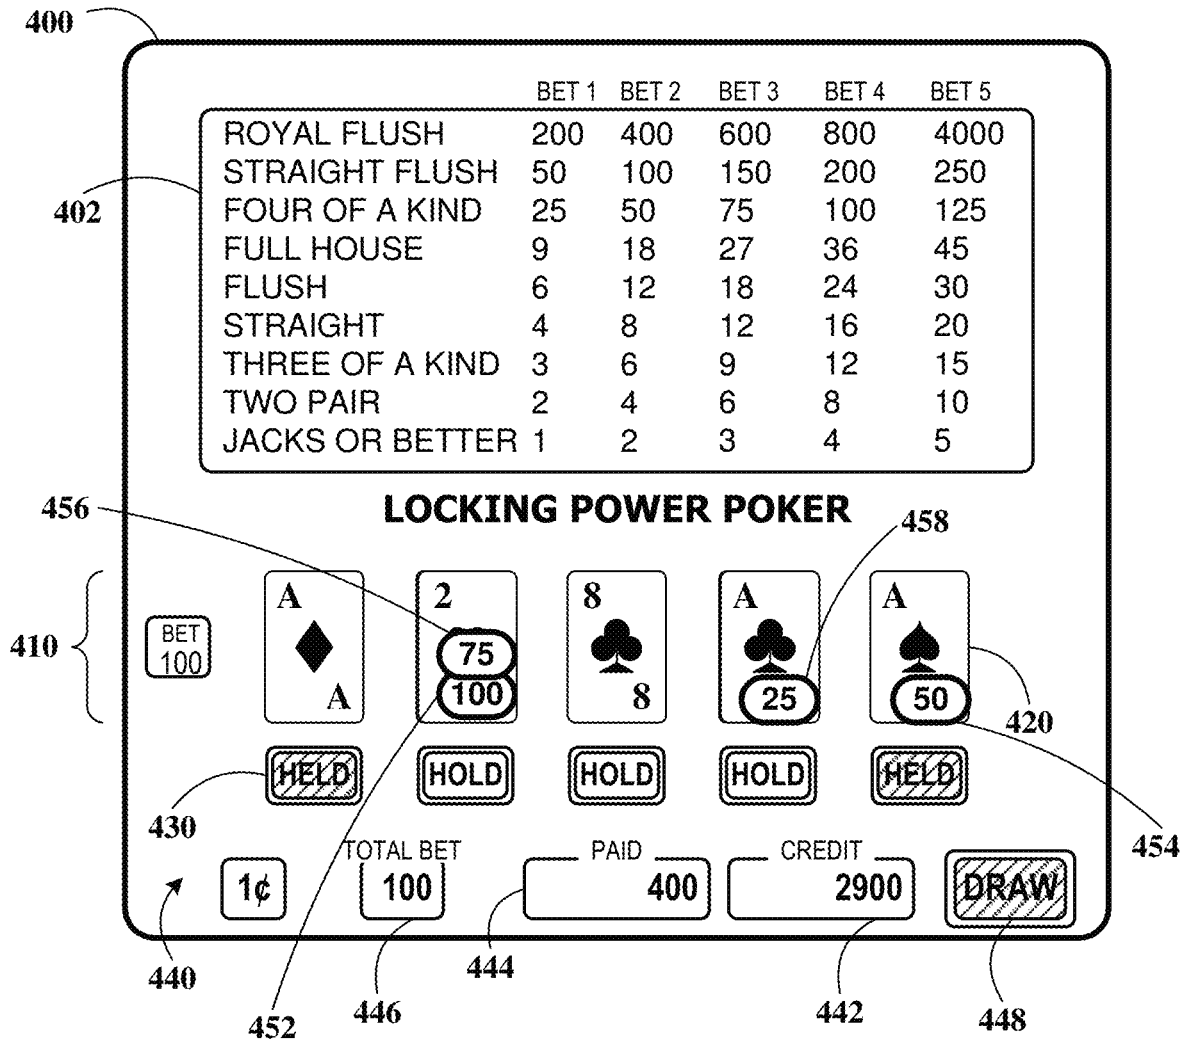 400
BET 1 BET 2 BET 3 BET 4 BET 5
ROYAL FLUSH 200 400 600 800 4000
STRAIGHT FLUSH 50 100 150 200 250
402
FOUR OF A KIND 25 50 75 100 125
FULL HOUSE 9 18 27 36 45
FLUSH 6 12 18 24 30
STRAIGHT 4 8 12 16 20
THREE OF A KIND 3 6 9 12 15
TWO PAIR 2 4 6 8 10
JACKS OR BETTER 1 2 3 4 5
456
LOCKING POWER POKER
458
A 2 8 A A
410
BET
100
75
100
A 8 25 50
420
HELD HOLD HOLD HOLD HELD
430
454
TOTAL BET PAID CREDIT
1¢ 100 400 2900 DRAW
440
444
452
446
442
448